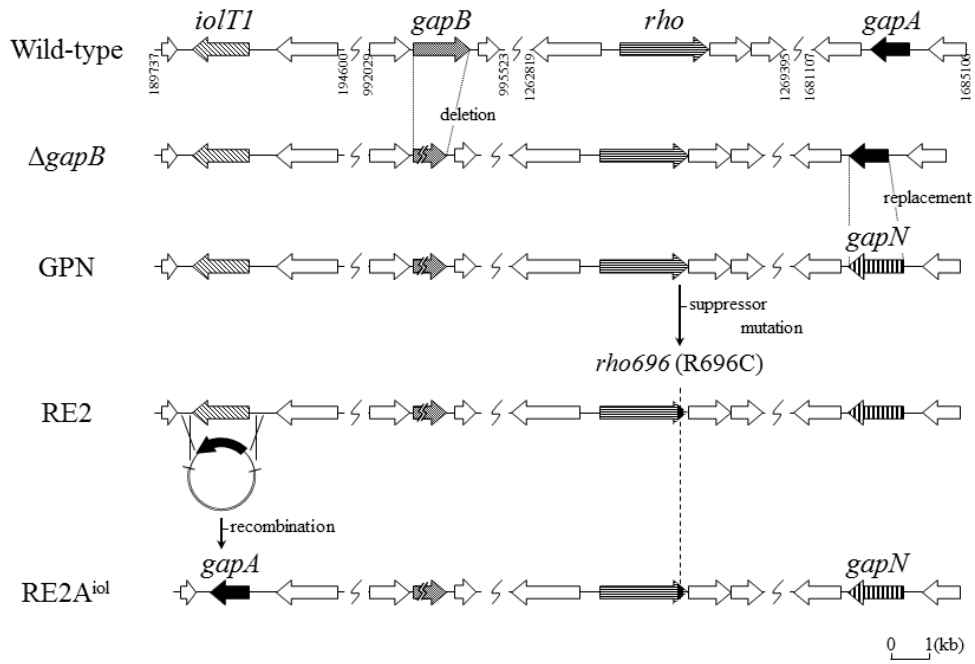 iolT1 gapB rho gapA
Wild-type
189737 194600 992029 995523 1262819 1269395 1681107 1685106
deletion
ΔgapB
replacement
gapN
GPN
suppressor
mutation
rho696 (R696C)
RE2
recombination
gapA gapN
RE2A^iol
0 1(kb)